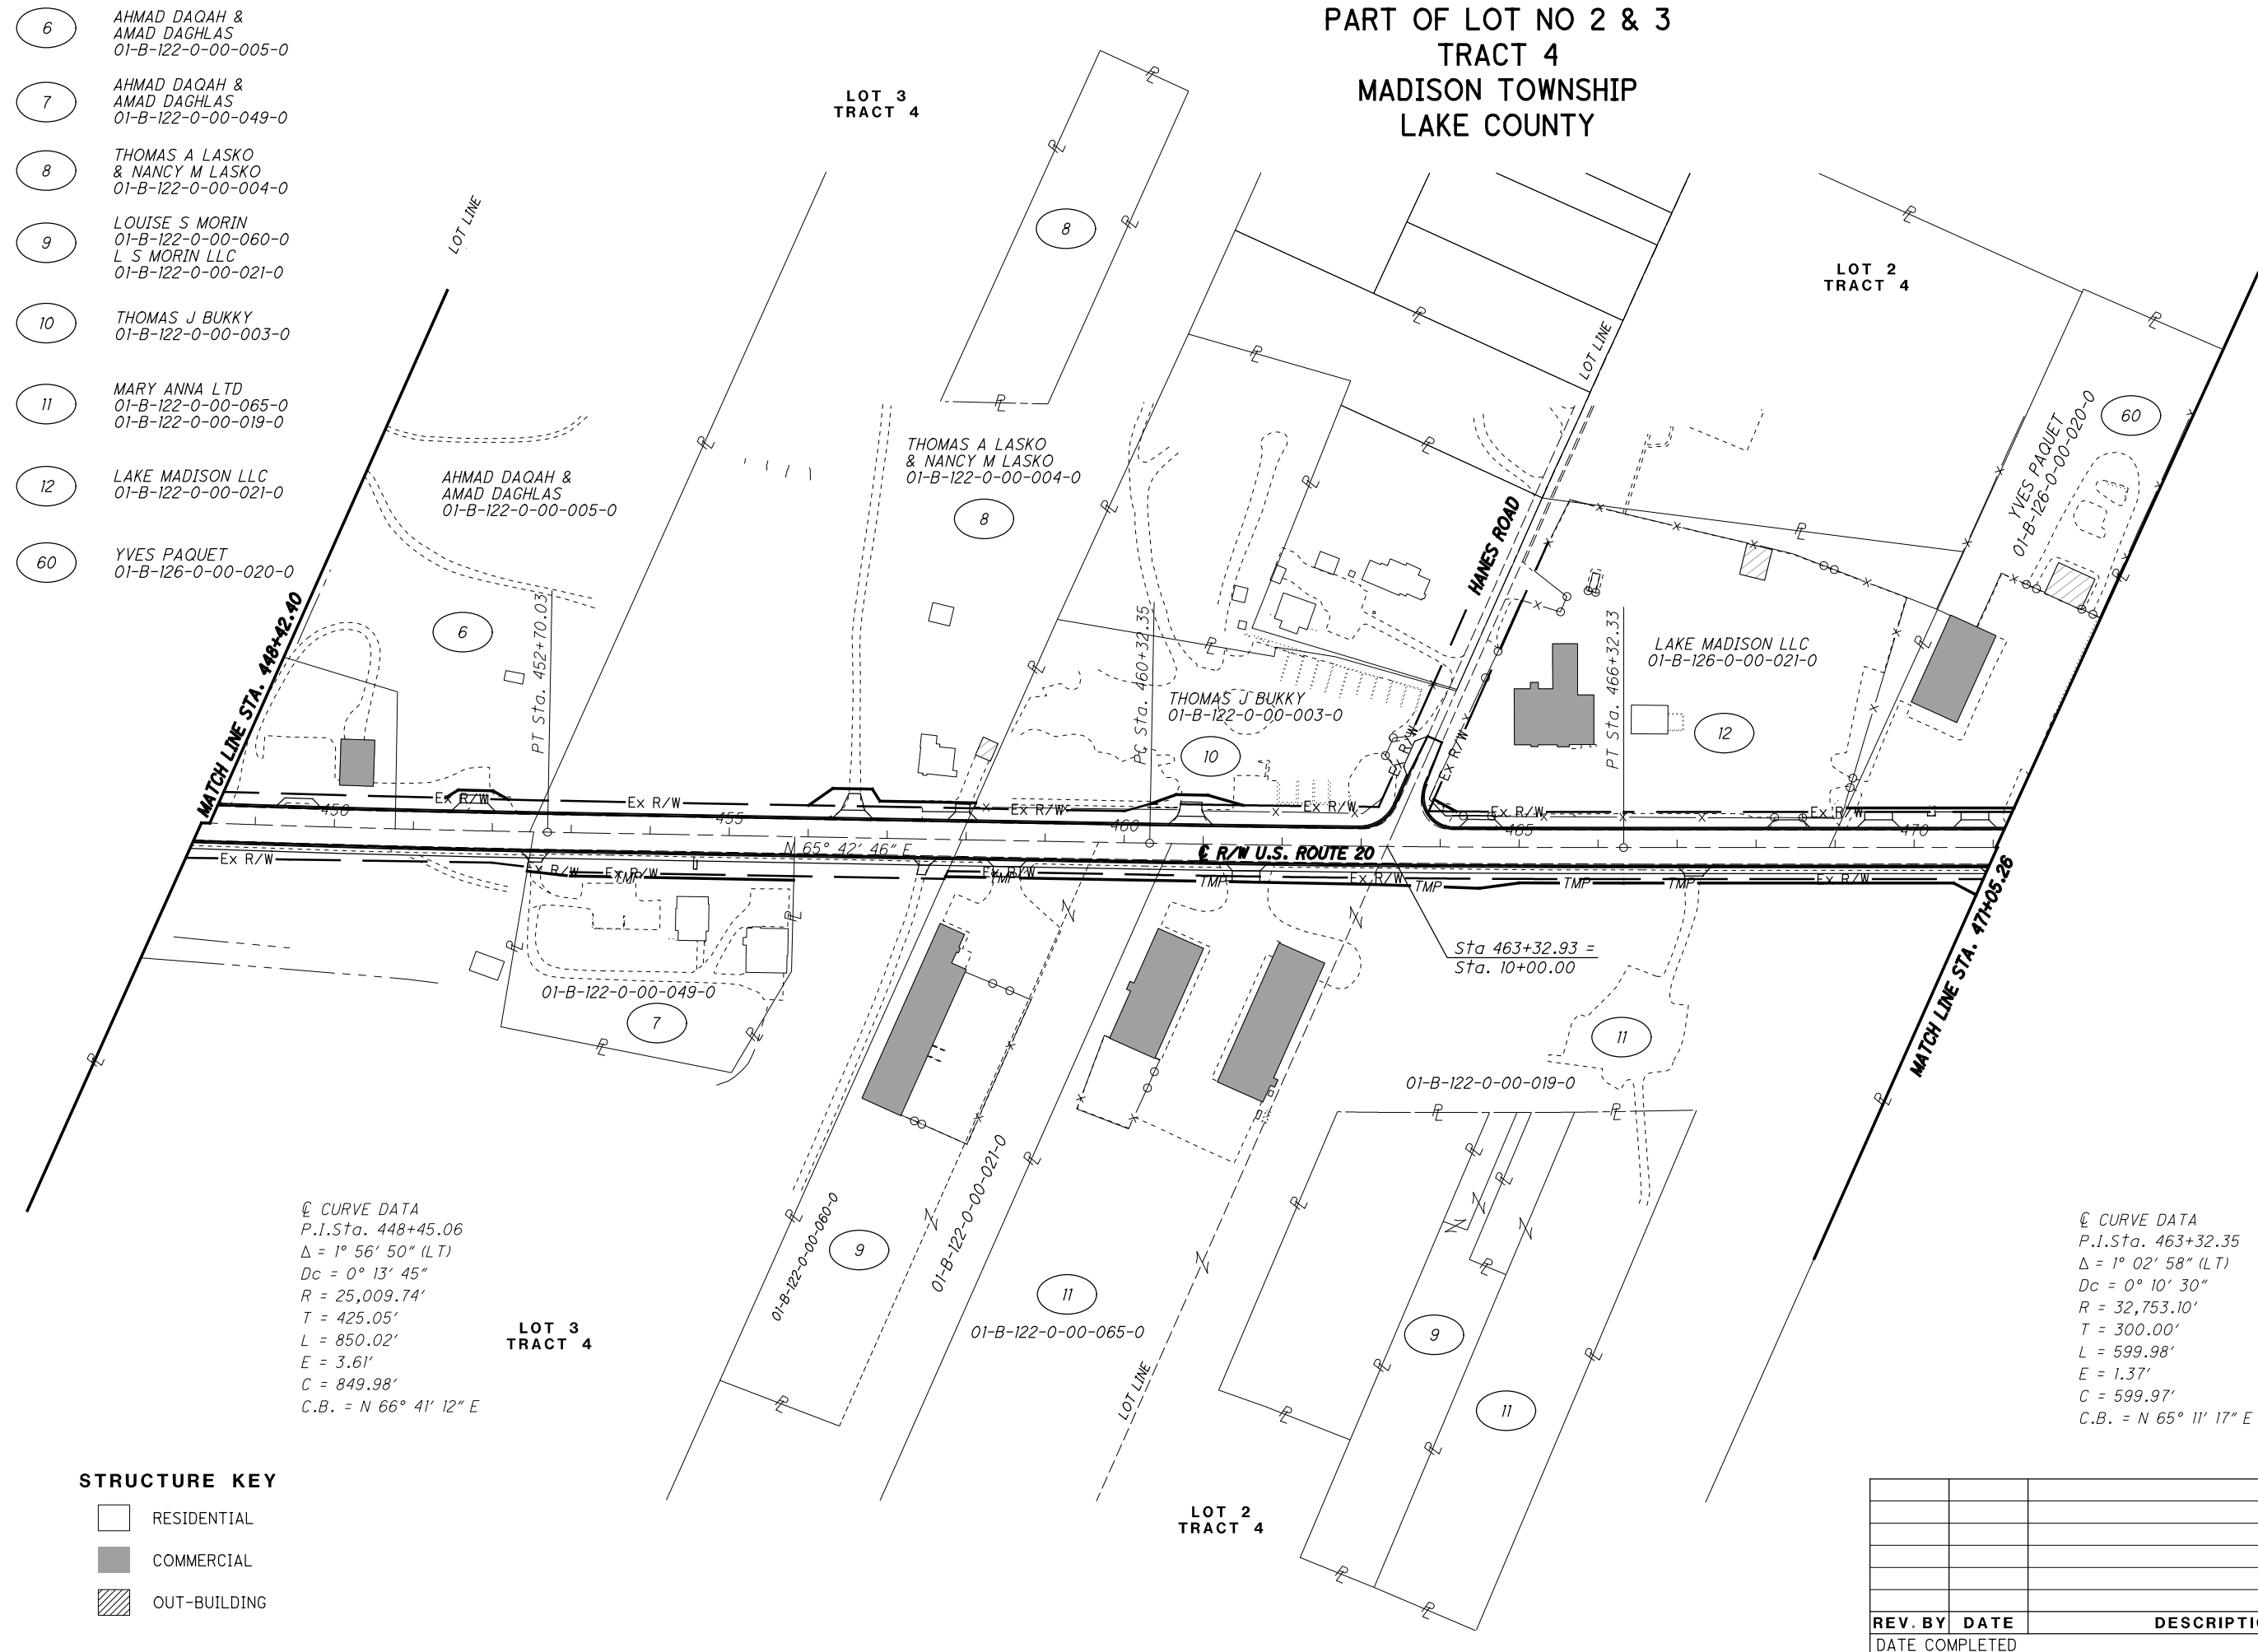 PART OF LOT NO 2 & 3
TRACT 4
MADISON TOWNSHIP
LAKE COUNTY
6
AHMAD DAQAH &
AMAD DAGHLAS
01-B-122-0-00-005-0
7
AHMAD DAQAH &
AMAD DAGHLAS
01-B-122-0-00-049-0
8
THOMAS A LASKO
& NANCY M LASKO
01-B-122-0-00-004-0
9
LOUISE S MORIN
01-B-122-0-00-060-0
L S MORIN LLC
01-B-122-0-00-021-0
10
THOMAS J BUKKY
01-B-122-0-00-003-0
11
MARY ANNA LTD
01-B-122-0-00-065-0
01-B-122-0-00-019-0
12
LAKE MADISON LLC
01-B-122-0-00-021-0
60
YVES PAQUET
01-B-126-0-00-020-0
LOT 3
TRACT 4
LOT LINE
8
LOT 2
TRACT 4
LOT LINE
60
YVES PAQUET
01-B-126-0-00-020-0
AHMAD DAQAH &
AMAD DAGHLAS
01-B-122-0-00-005-0
6
THOMAS A LASKO
& NANCY M LASKO
01-B-122-0-00-004-0
8
HANES ROAD
MATCH LINE STA. 448+42.40
PT Sta. 452+70.03
PC Sta. 460+32.35
PT Sta. 466+32.33
THOMAS J BUKKY
01-B-122-0-00-003-0
10
LAKE MADISON LLC
01-B-126-0-00-021-0
12
Ex R/W
Ex R/W
Ex R/W
Ex R/W
Ex R/W
Ex R/W
Ex R/W
Ex R/W
450
455
460
465
470
N 65° 42' 46" E
℄ R/W U.S. ROUTE 20
Ex R/W
Ex R/W
Ex R/W
Ex R/W
Ex R/W
Ex R/W
TMP
TMP
TMP
TMP
TMP
TMP
Sta 463+32.93 =
Sta. 10+00.00
MATCH LINE STA. 471+05.26
01-B-122-0-00-049-0
7
11
01-B-122-0-00-019-0
01-B-122-0-00-060-0
9
01-B-122-0-00-021-0
11
01-B-122-0-00-065-0
LOT LINE
9
11
℄ CURVE DATA
P.I.Sta. 448+45.06
Δ = 1° 56' 50" (LT)
Dc = 0° 13' 45"
R = 25,009.74'
T = 425.05'
L = 850.02'
E = 3.61'
C = 849.98'
C.B. = N 66° 41' 12" E
LOT 3
TRACT 4
℄ CURVE DATA
P.I.Sta. 463+32.35
Δ = 1° 02' 58" (LT)
Dc = 0° 10' 30"
R = 32,753.10'
T = 300.00'
L = 599.98'
E = 1.37'
C = 599.97'
C.B. = N 65° 11' 17" E
LOT 2
TRACT 4
STRUCTURE KEY
RESIDENTIAL
COMMERCIAL
OUT-BUILDING
REV. BY DATE DESCRIPTI
DATE COMPLETED